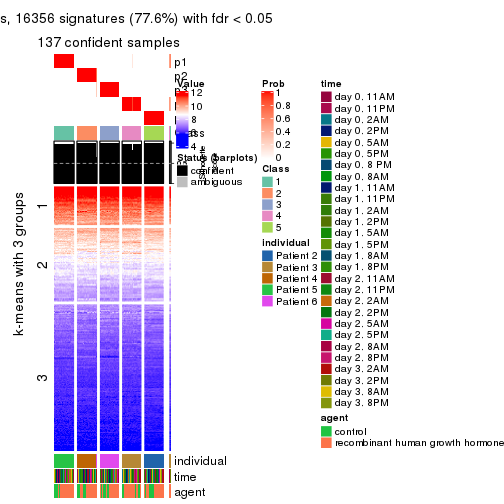 s, 16356 signatures (77.6%) with fdr < 0.05
137 confident samples
p1
p2
k-means with 3 groups
1
2
3
individual
time
agent
Value
12
10
4
Status (barplots)
confident
ambiguous
Prob
1
0.8
0.6
0.4
0.2
0
Class
1
2
3
4
5
individual
Patient 2
Patient 3
Patient 4
Patient 5
Patient 6
time
day 0. 11AM
day 0. 11PM
day 0. 2AM
day 0. 2PM
day 0. 5AM
day 0. 5PM
day 0. 8 PM
day 0. 8AM
day 1. 11AM
day 1. 11PM
day 1. 2AM
day 1. 2PM
day 1. 5AM
day 1. 5PM
day 1. 8AM
day 1. 8PM
day 2. 11AM
day 2. 11PM
day 2. 2AM
day 2. 2PM
day 2. 5AM
day 2. 5PM
day 2. 8AM
day 2. 8PM
day 3. 2AM
day 3. 2PM
day 3. 8AM
day 3. 8PM
agent
control
recombinant human growth hormone